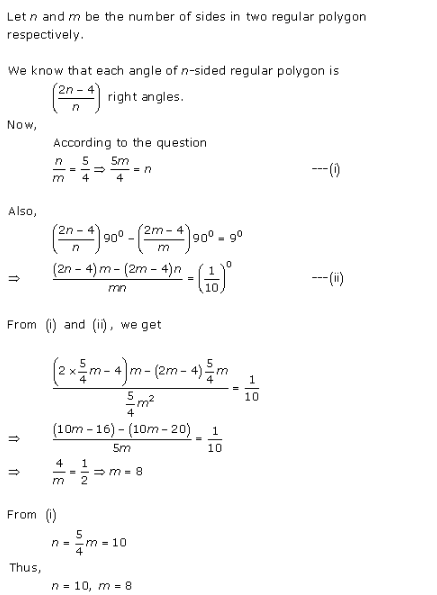 Let n and m be the number of sides in two regular polygon
respectively.
We know that each angle of n-sided regular polygon is
((2n – 4)/n) right angles.
Now,
According to the question
n/m = 5/4 ⇒ 5m/4 = n ---(i)
Also,
((2n – 4)/n) 90⁰ – ((2m – 4)/m) 90⁰ = 9⁰
⇒ ((2n – 4)m – (2m – 4)n)/mn = (1/10)⁰ ---(ii)
From (i) and (ii), we get
((2 × 5/4 m – 4)m – (2m – 4) 5/4 m)/(5/4 m²) = 1/10
⇒ ((10m – 16) – (10m – 20))/5m = 1/10
⇒ 4/m = 1/2 ⇒ m = 8
From (i)
n = 5/4 m = 10
Thus,
n = 10, m = 8